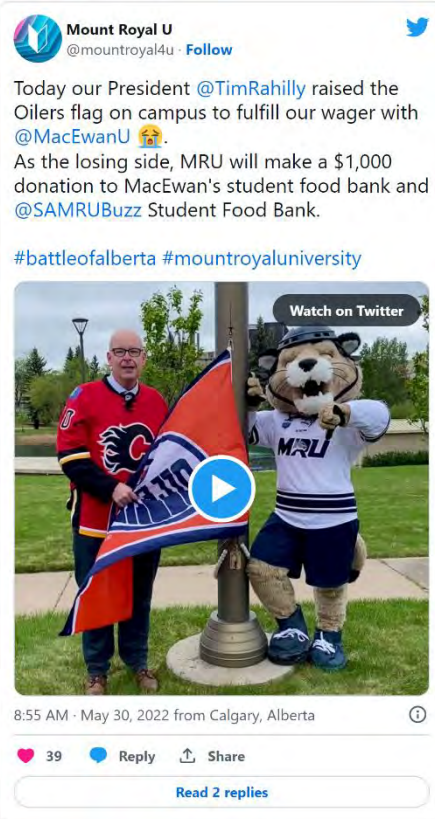 Mount Royal U
@mountroyal4u · Follow
Today our President @TimRahilly raised the
Oilers flag on campus to fulfill our wager with
@MacEwanU 😭.
As the losing side, MRU will make a $1,000
donation to MacEwan's student food bank and
@SAMRUBuzz Student Food Bank.
#battleofalberta #mountroyaluniversity
Watch on Twitter
MRU
OILERS
8:55 AM · May 30, 2022 from Calgary, Alberta
39 Reply Share
Read 2 replies